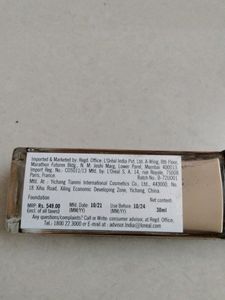 Imported & Marketed by: Regd. Office, L'Oréal India Pvt. Ltd. A-Wing, 8th Floor,
Marathon Futurex Bldg., N. M. Joshi Marg, Lower Parel, Mumbai 400013.
Import Reg. No.: Mfd. by: L'Oreal S. A. 14, rue Royale, 75008
Paris, France. Batch No.:
Mfd. At - Yichang Tianmi International Cosmetics Co., Ltd., 443000, No.
18, Xihu Road, Xiling Economic Developing Zone, Yichang, China.
Foundation
Net content:
MRP: Rs. 549.00 Mfd. Date: 10/21 Use Before: 10/24
(incl. of all taxes) (MM/YY) (MM/YY) 30ml
Any questions/complaints? Call or Write: consumer advisor, at Regd. Office.
Tel.: 1800 22 3000 or E-mail at : advisor.India@loreal.com